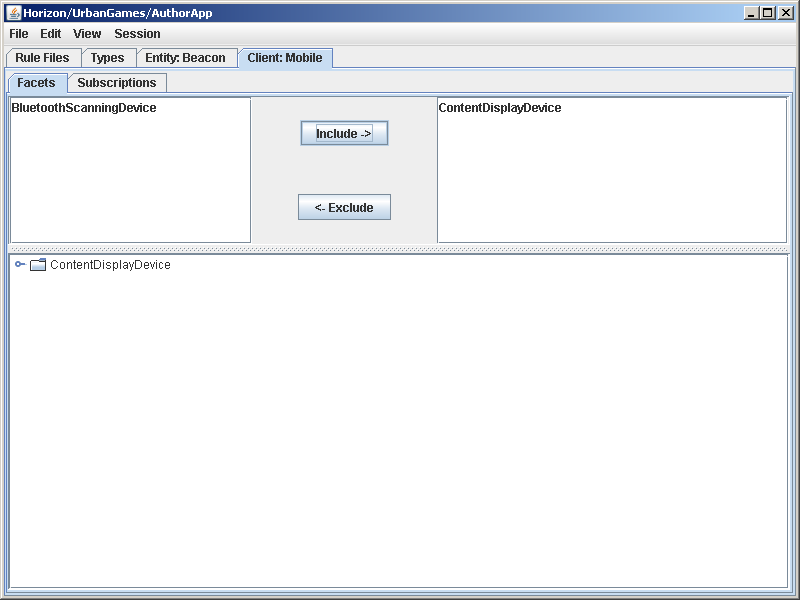 Horizon/UrbanGames/AuthorApp
File Edit View Session
Rule Files Types Entity: Beacon Client: Mobile
Facets Subscriptions
BluetoothScanningDevice ContentDisplayDevice
Include ->
<- Exclude
ContentDisplayDevice